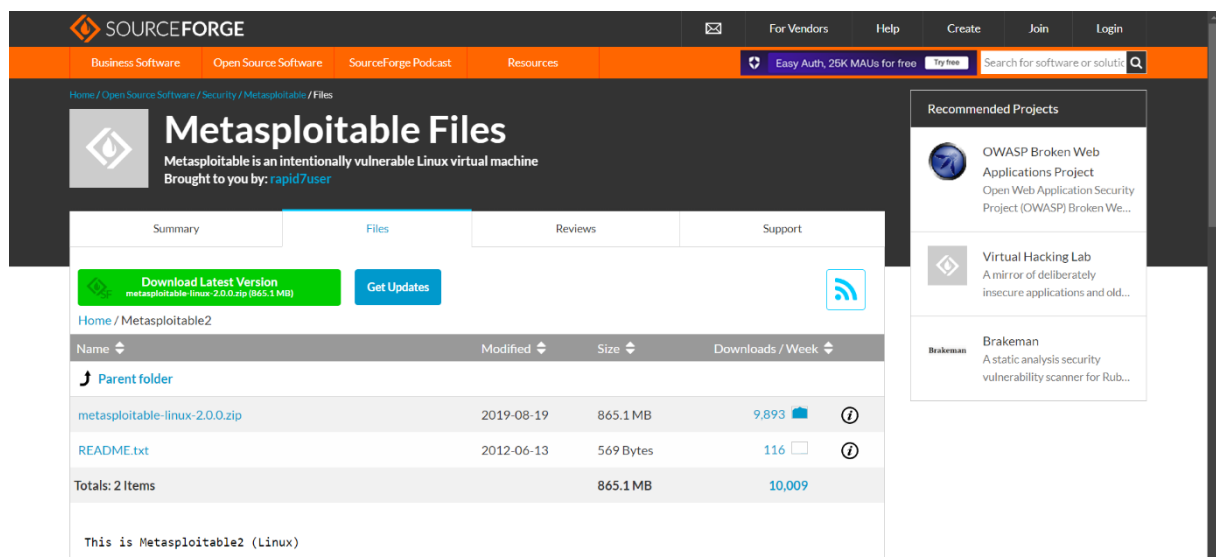 SOURCEFORGE
For Vendors Help Create Join Login
Business Software Open Source Software SourceForge Podcast Resources
Easy Auth, 25K MAUs for free Try free
Search for software or solutic
Home / Open Source Software / Security / Metasploitable / Files
Metasploitable Files
Metasploitable is an intentionally vulnerable Linux virtual machine
Brought to you by: rapid7user
Summary Files Reviews Support
Download Latest Version
metasploitable-linux-2.0.0.zip (865.1 MB)
Get Updates
Home / Metasploitable2
Name Modified Size Downloads / Week
Parent folder
metasploitable-linux-2.0.0.zip 2019-08-19 865.1 MB 9,893
README.txt 2012-06-13 569 Bytes 116
Totals: 2 Items 865.1 MB 10,009
This is Metasploitable2 (Linux)
Recommended Projects
OWASP Broken Web
Applications Project
Open Web Application Security
Project (OWASP) Broken We...
Virtual Hacking Lab
A mirror of deliberately
insecure applications and old...
Brakeman
Brakeman
A static analysis security
vulnerability scanner for Rub...